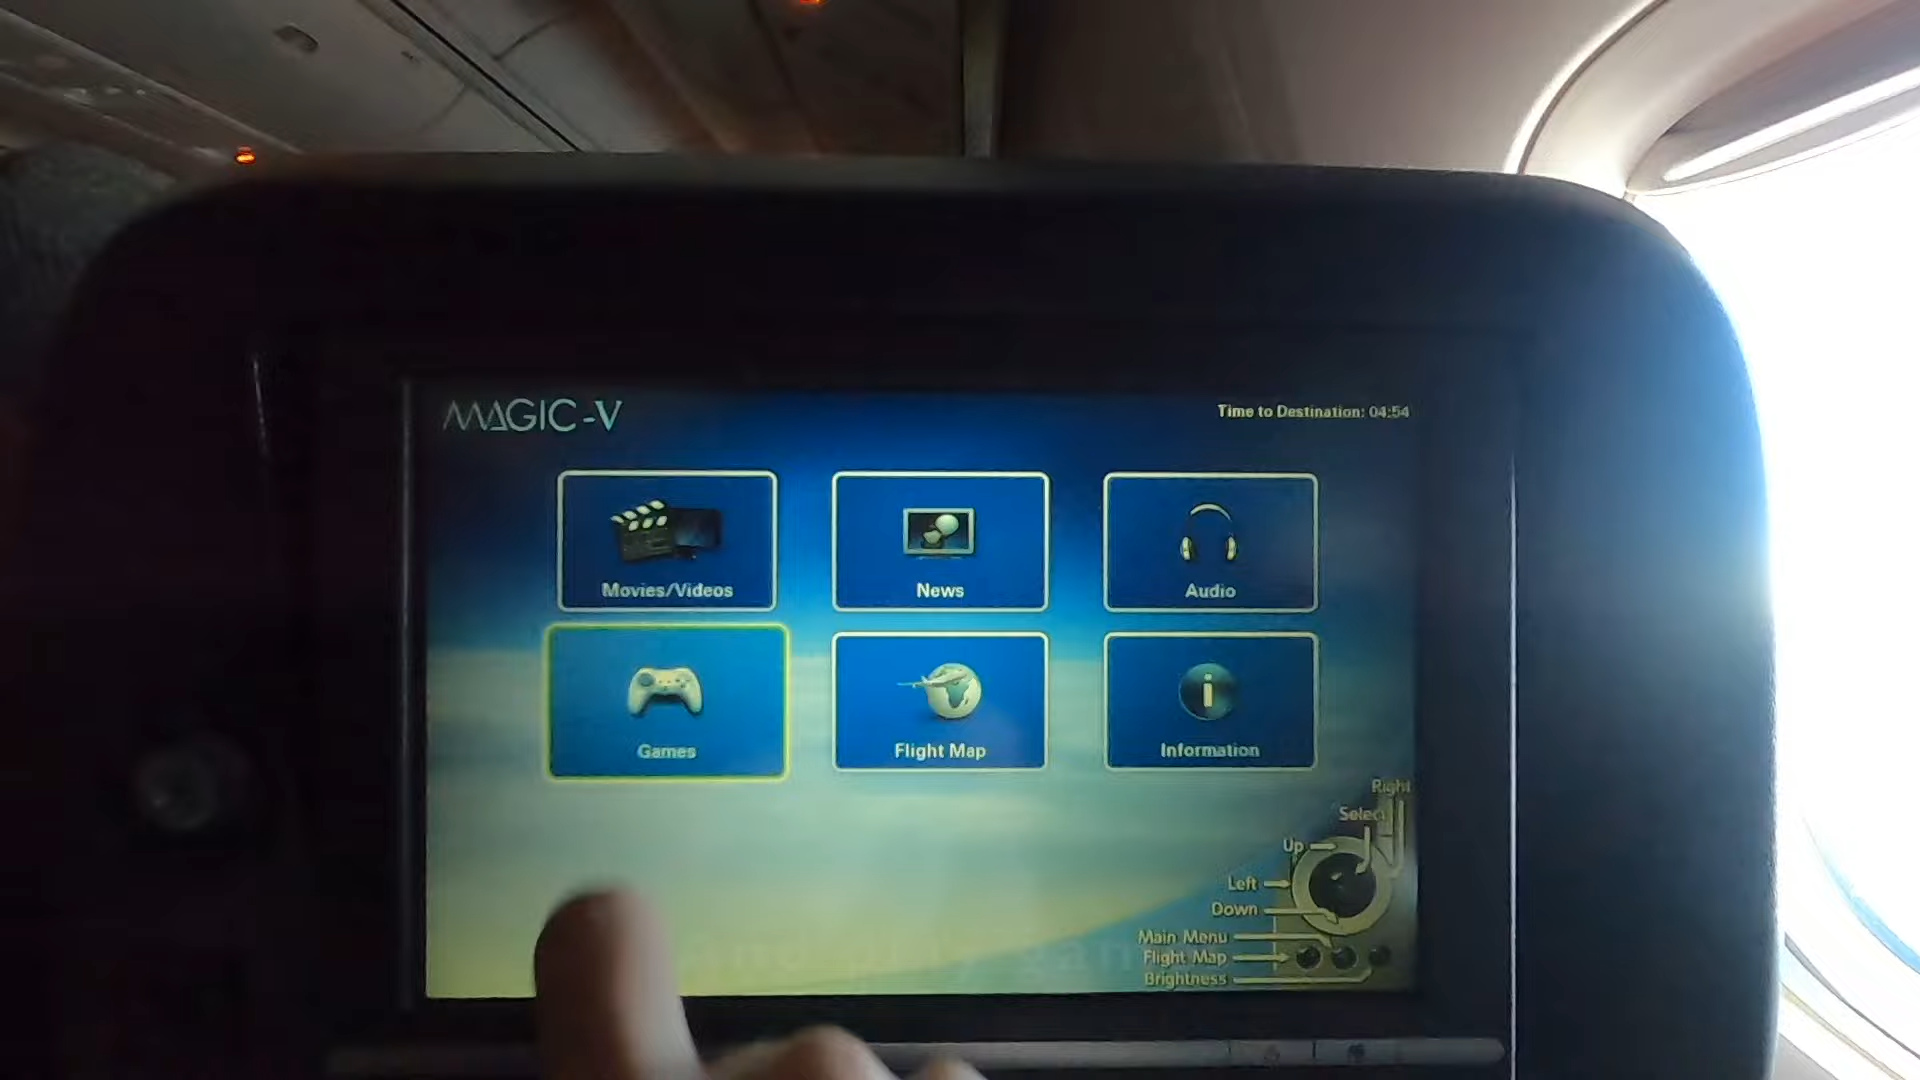 MAGIC-V
Time to Destination: 04:54
Movies/Videos
News
Audio
Games
Flight Map
Information
Right
Select
Up
Left
Down
Main Menu
Flight Map
Brightness